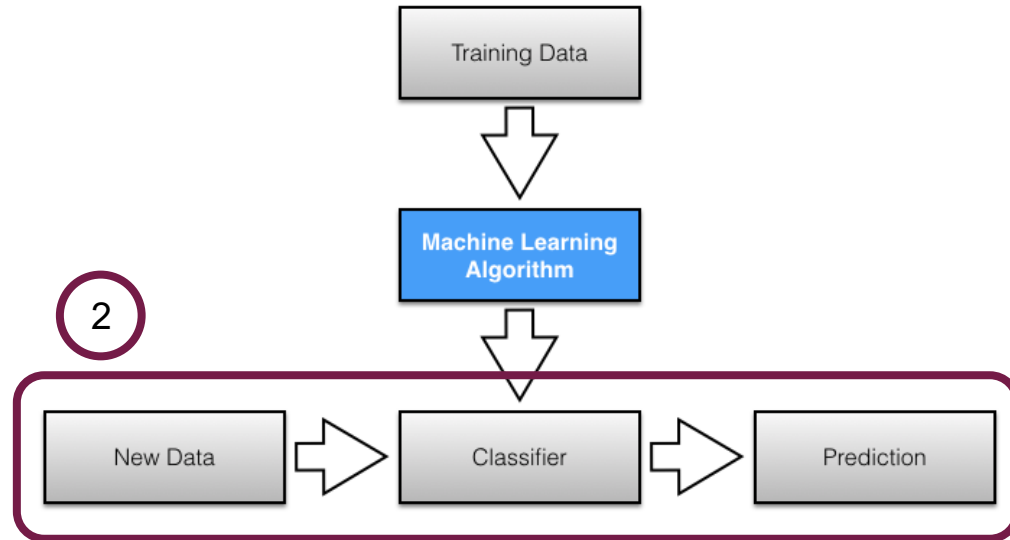 Training Data
Machine Learning
Algorithm
2
New Data
Classifier
Prediction